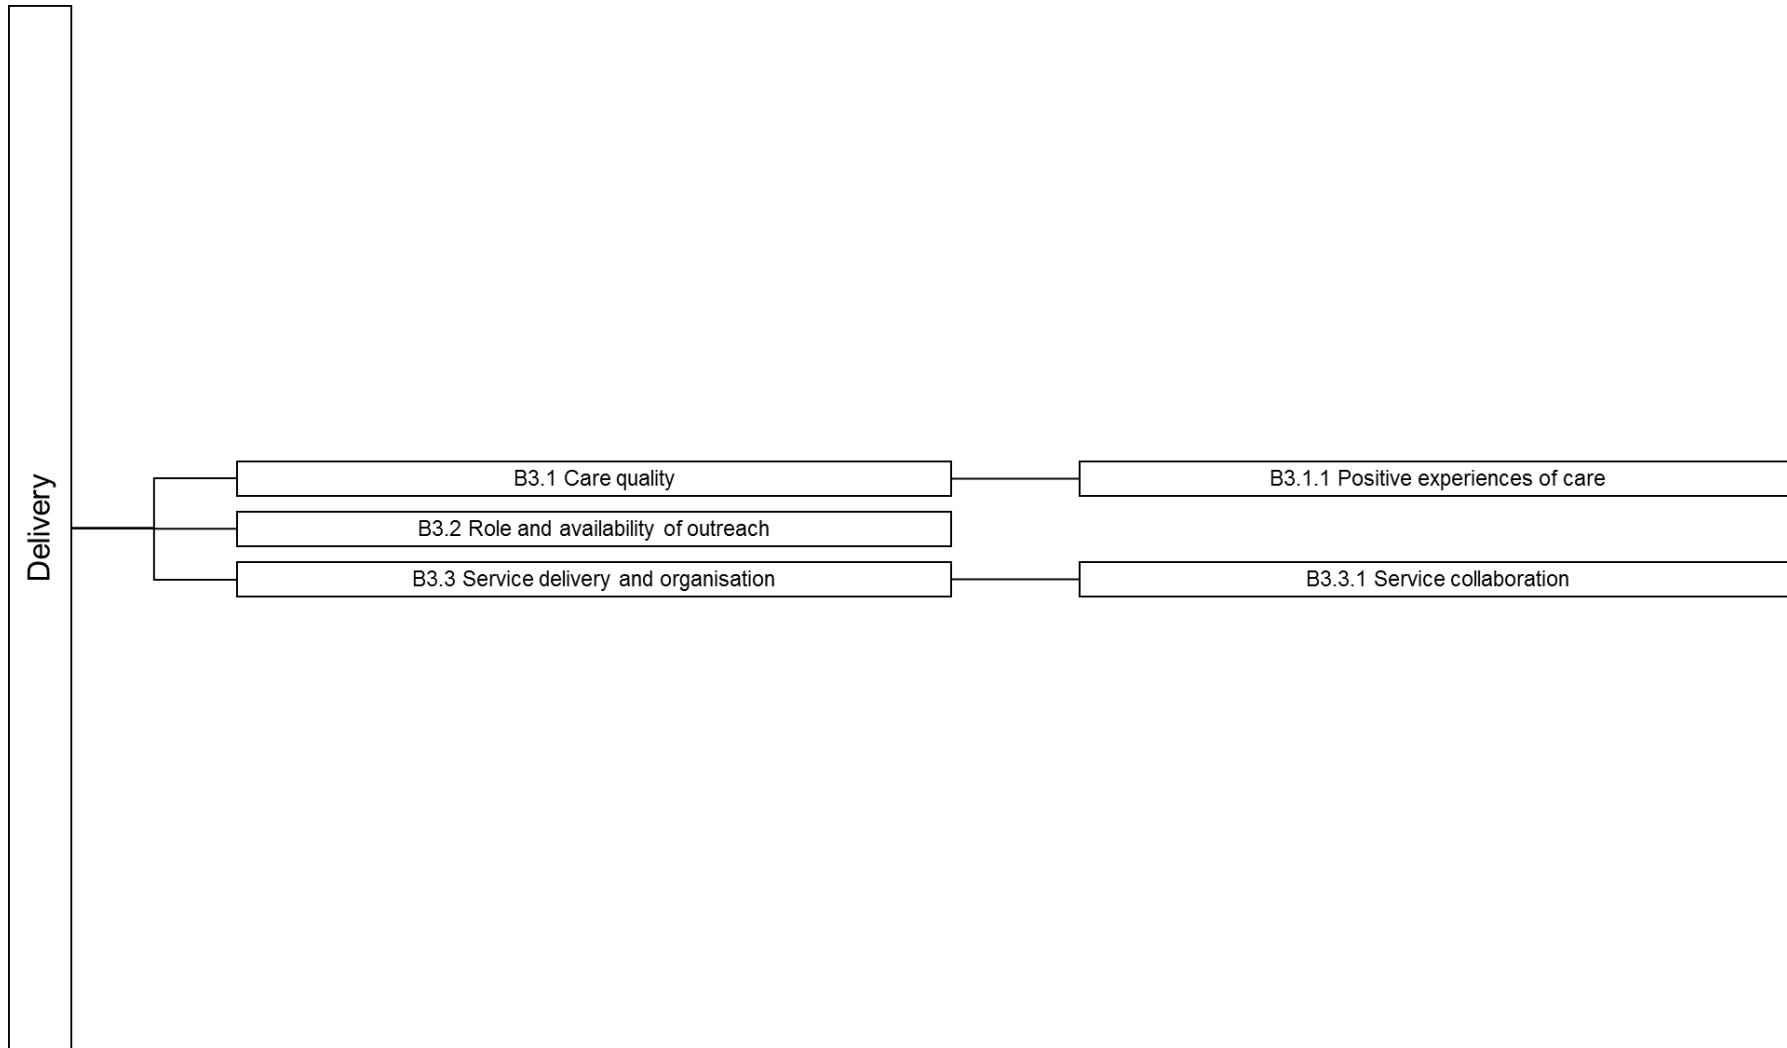 Delivery
B3.1 Care quality
B3.1.1 Positive experiences of care
B3.2 Role and availability of outreach
B3.3 Service delivery and organisation
B3.3.1 Service collaboration